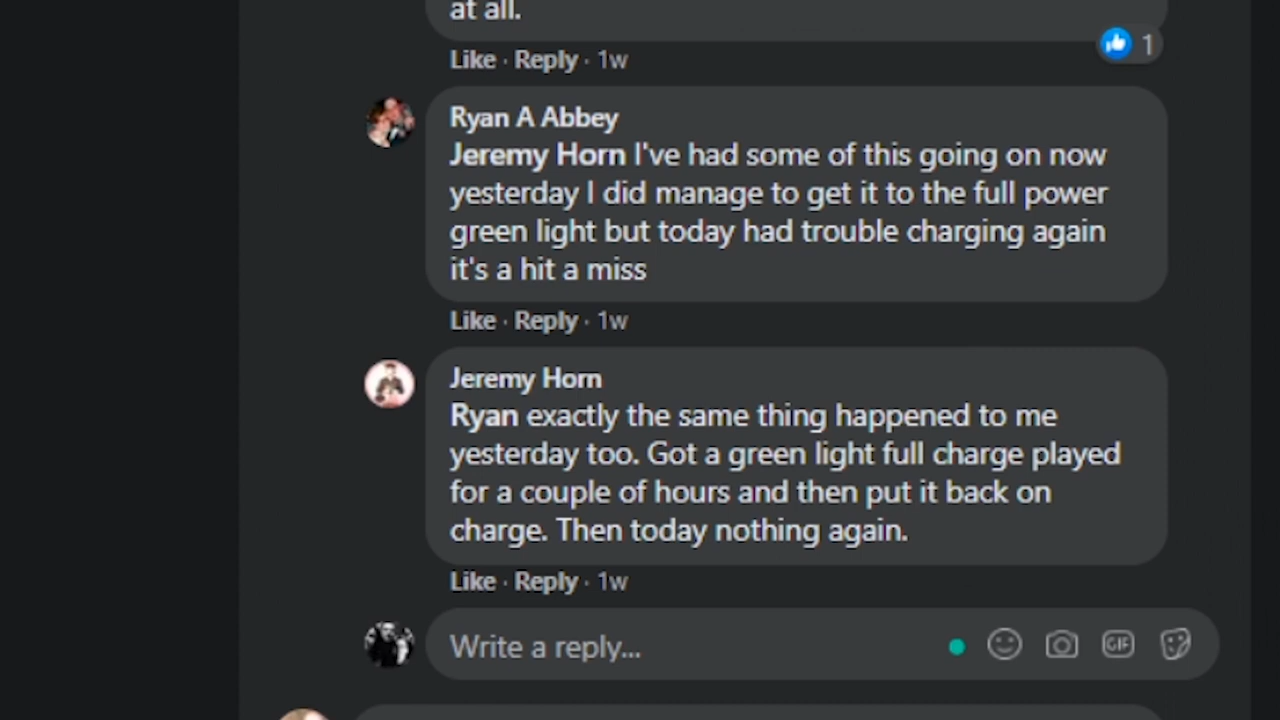 at all.
1
Like · Reply · 1w
Ryan A Abbey
Jeremy Horn I've had some of this going on now
yesterday I did manage to get it to the full power
green light but today had trouble charging again
it's a hit a miss
Like · Reply · 1w
Jeremy Horn
Ryan exactly the same thing happened to me
yesterday too. Got a green light full charge played
for a couple of hours and then put it back on
charge. Then today nothing again.
Like · Reply · 1w
Write a reply...
GIF